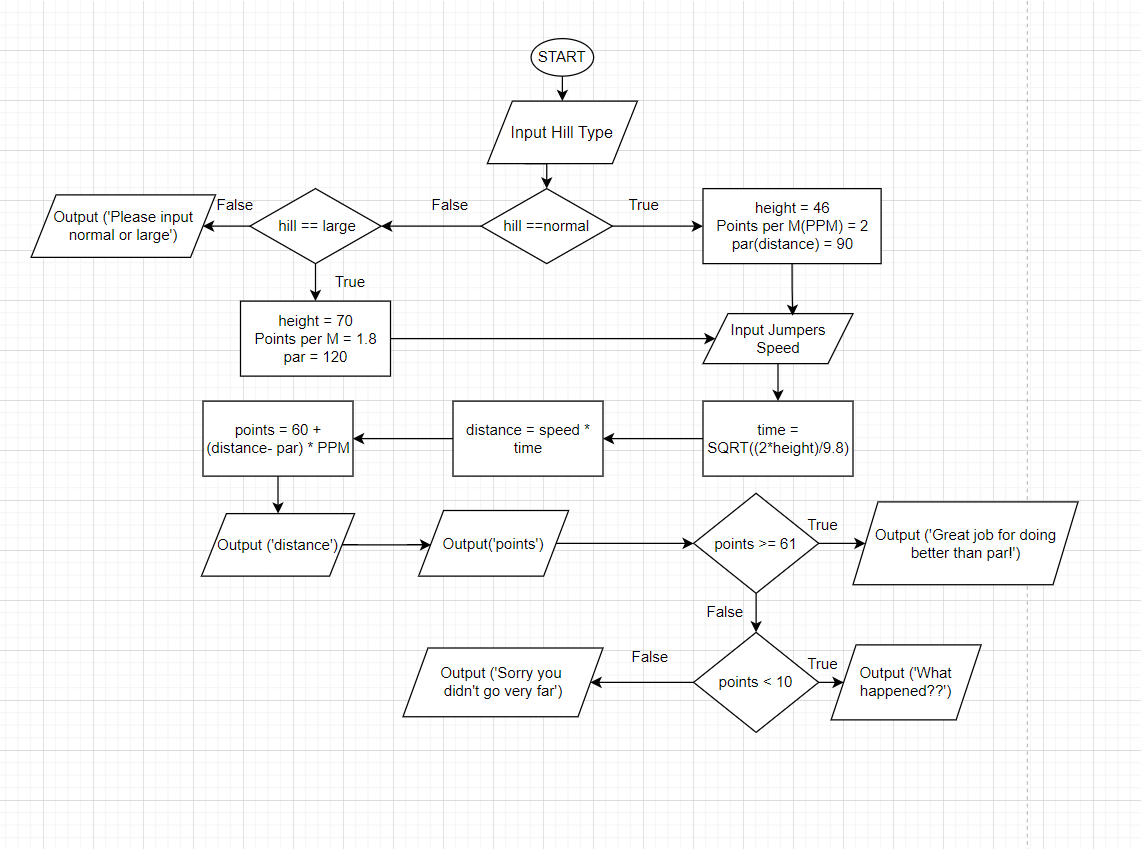 START
Input Hill Type
False
False
True
Output ('Please input
normal or large')
hill == large
hill ==normal
height = 46
Points per M(PPM) = 2
par(distance) = 90
True
height = 70
Points per M = 1.8
par = 120
Input Jumpers
Speed
points = 60 +
(distance- par) * PPM
distance = speed *
time
time =
SQRT((2*height)/9.8)
Output ('distance')
Output('points')
points >= 61
True
Output ('Great job for doing
better than par!')
False
False
True
Output ('Sorry you
didn't go very far')
points < 10
Output ('What
happened??')